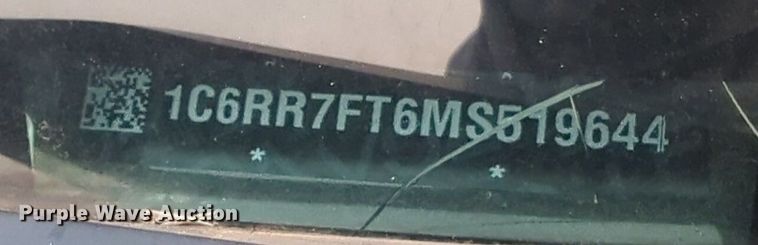 1C6RR7FT6MS519644
* *
Purple Wave Auction